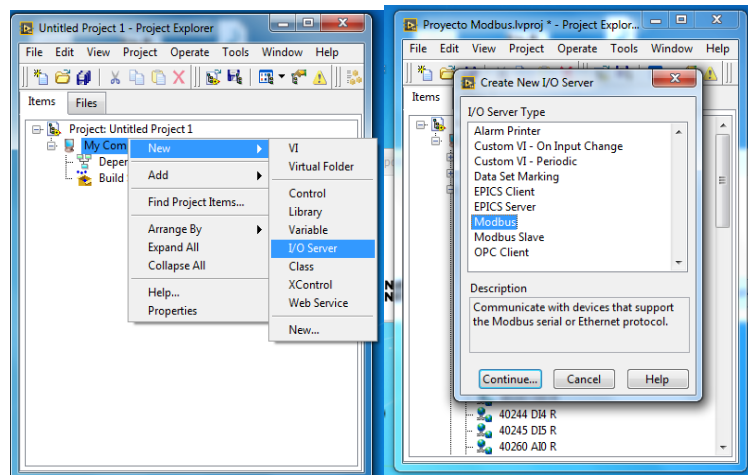 Untitled Project 1 - Project Explorer
File Edit View Project Operate Tools Window Help
Items Files
Project: Untitled Project 1
My Com
Build
New
Add
Find Project Items...
Arrange By
Expand All
Collapse All
Help...
Properties
VI
Virtual Folder
Control
Library
Variable
I/O Server
Class
XControl
Web Service
New...
Proyecto Modbus.lvproj * - Project Explor...
File Edit View Project Operate Tools Window Help
Items
Create New I/O Server
I/O Server Type
Alarm Printer
Custom VI - On Input Change
Custom VI - Periodic
Data Set Marking
EPICS Client
EPICS Server
Modbus
Modbus Slave
OPC Client
Description
Communicate with devices that support
the Modbus serial or Ethernet protocol.
Continue... Cancel Help
40244 DI4 R
40245 DI5 R
40260 AI0 R